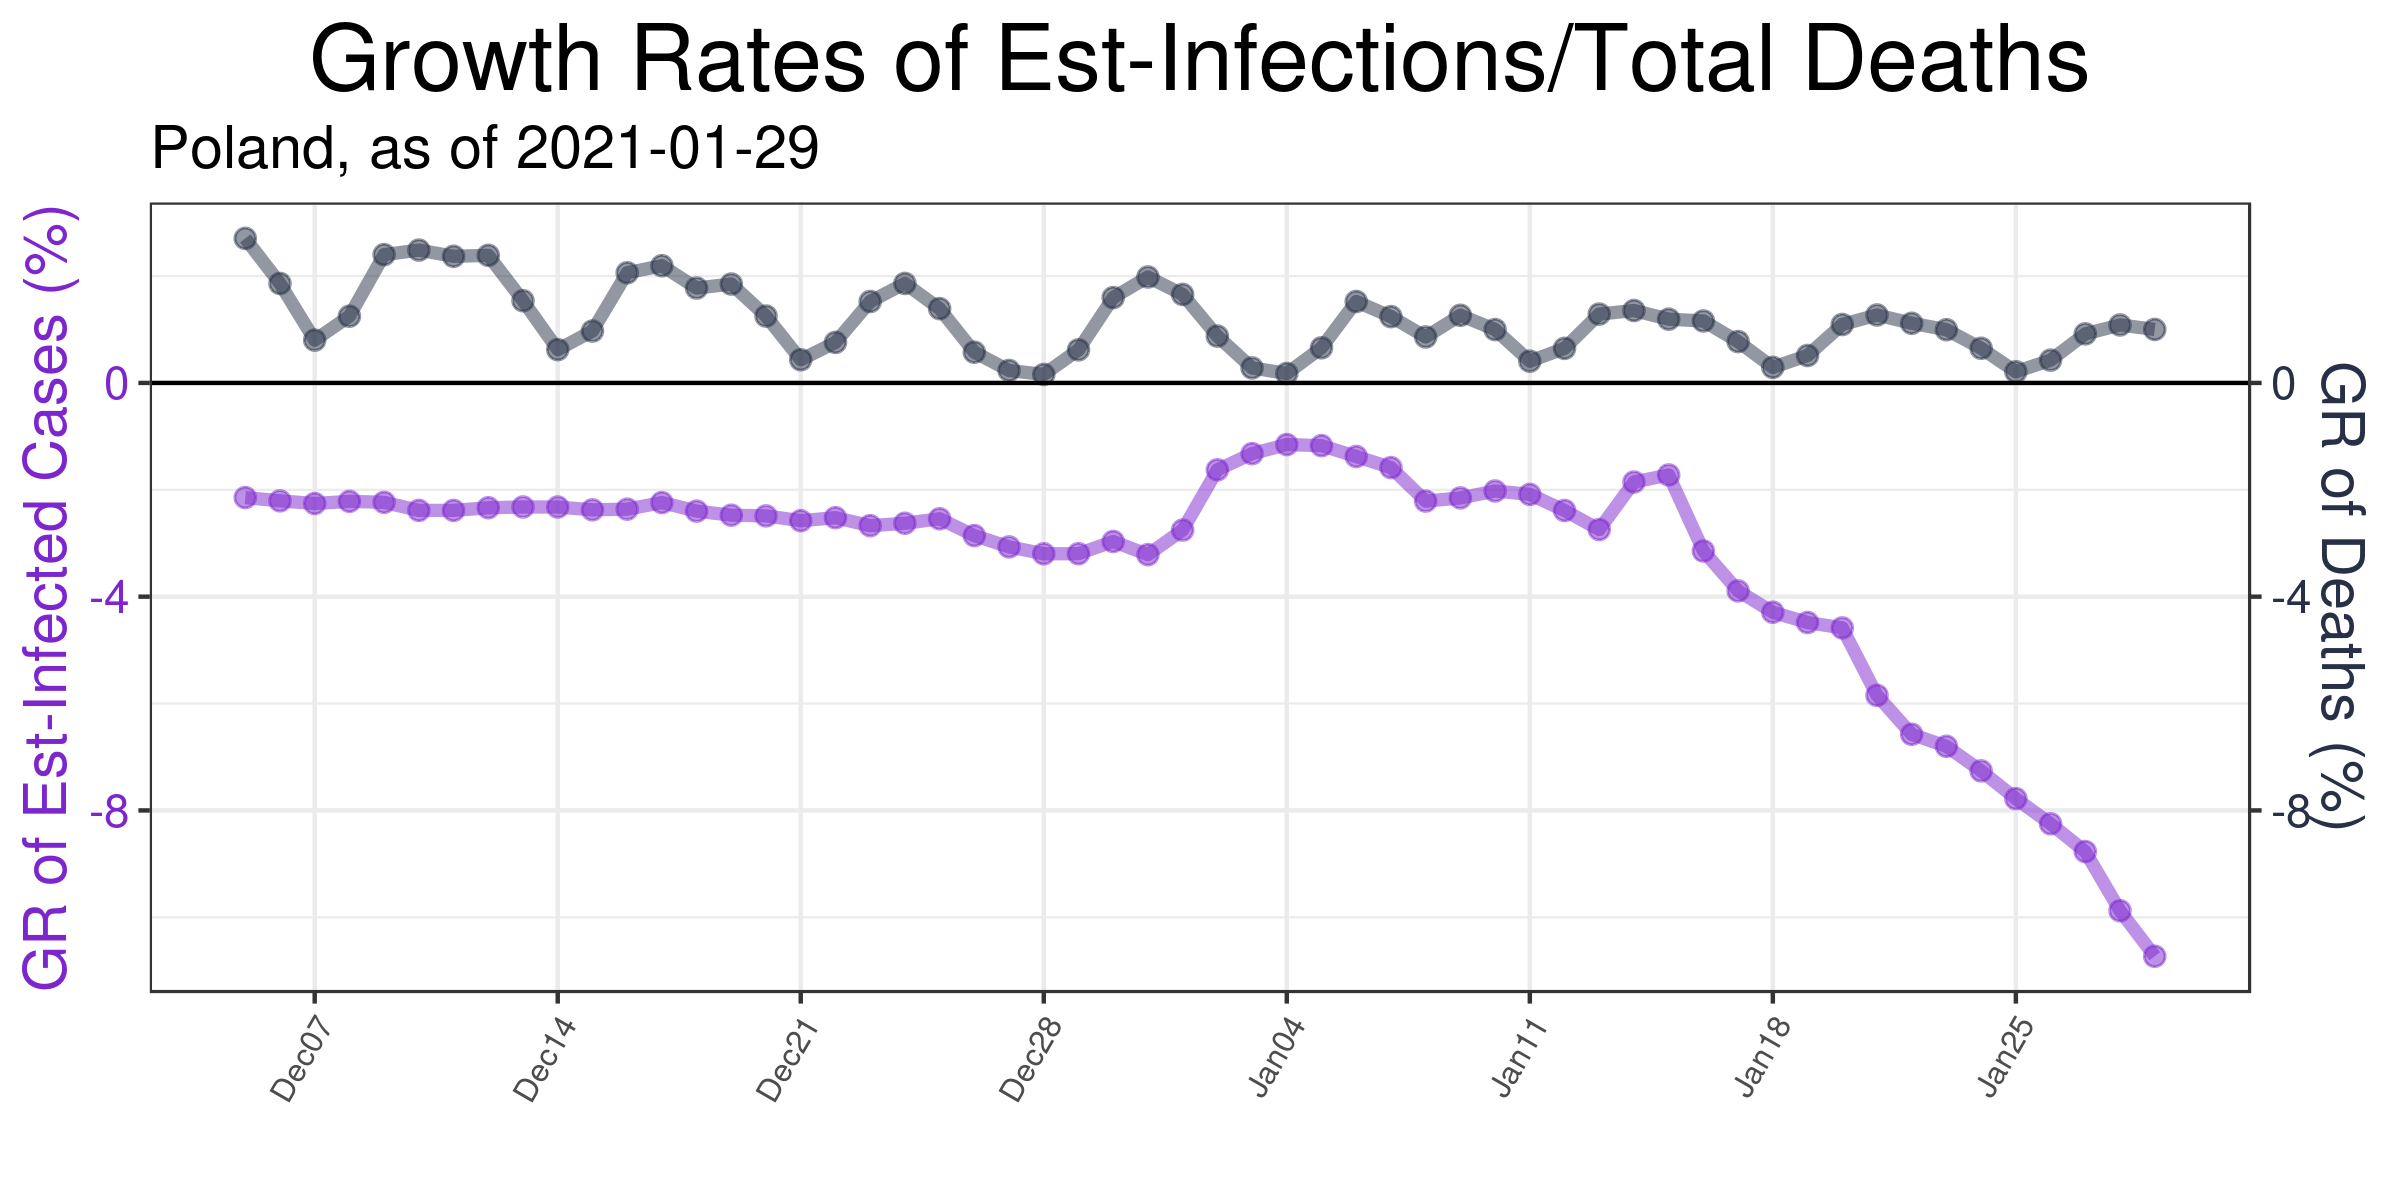 Growth Rates of Est-Infections/Total Deaths
Poland, as of 2021-01-29
GR of Est-Infected Cases (%)
0
-4
-8
0
-4
-8
GR of Deaths (%)
Dec07
Dec14
Dec21
Dec28
Jan04
Jan11
Jan18
Jan25